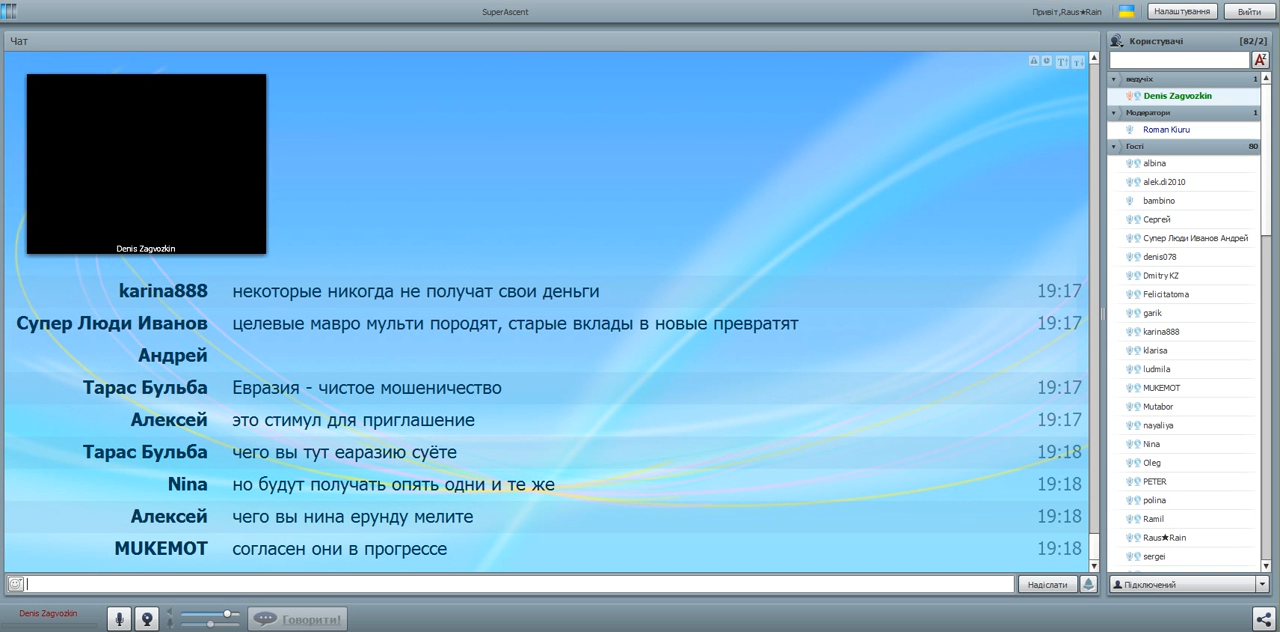 SuperAscent
Привіт,Raus★Rain
Налаштування
Вийти
Чат
Denis Zagvozkin
karina888 некоторые никогда не получат свои деньги 19:17
Супер Люди Иванов целевые мавро мульти породят, старые вклады в новые превратят 19:17
Андрей
Тарас Бульба Евразия - чистое мошеничество 19:17
Алексей это стимул для приглашение 19:17
Тарас Бульба чего вы тут еаразию суёте 19:18
Nina но будут получать опять одни и те же 19:18
Алексей чего вы нина ерунду мелите 19:18
MUKEMOT согласен они в прогрессе 19:18
Надіслати
Користувачі [82/2]
ведучіх 1
Denis Zagvozkin
Модератори 1
Roman Kiuru
Гості 80
albina
alek.di2010
bambino
Сергей
Супер Люди Иванов Андрей
denis078
Dmitry KZ
Felicitatoma
garik
karina888
klarisa
ludmila
MUKEMOT
Mutabor
nayaliya
Nina
Oleg
PETER
polina
Ramil
Raus★Rain
sergei
Підключений
Denis Zagvozkin
Говорити!